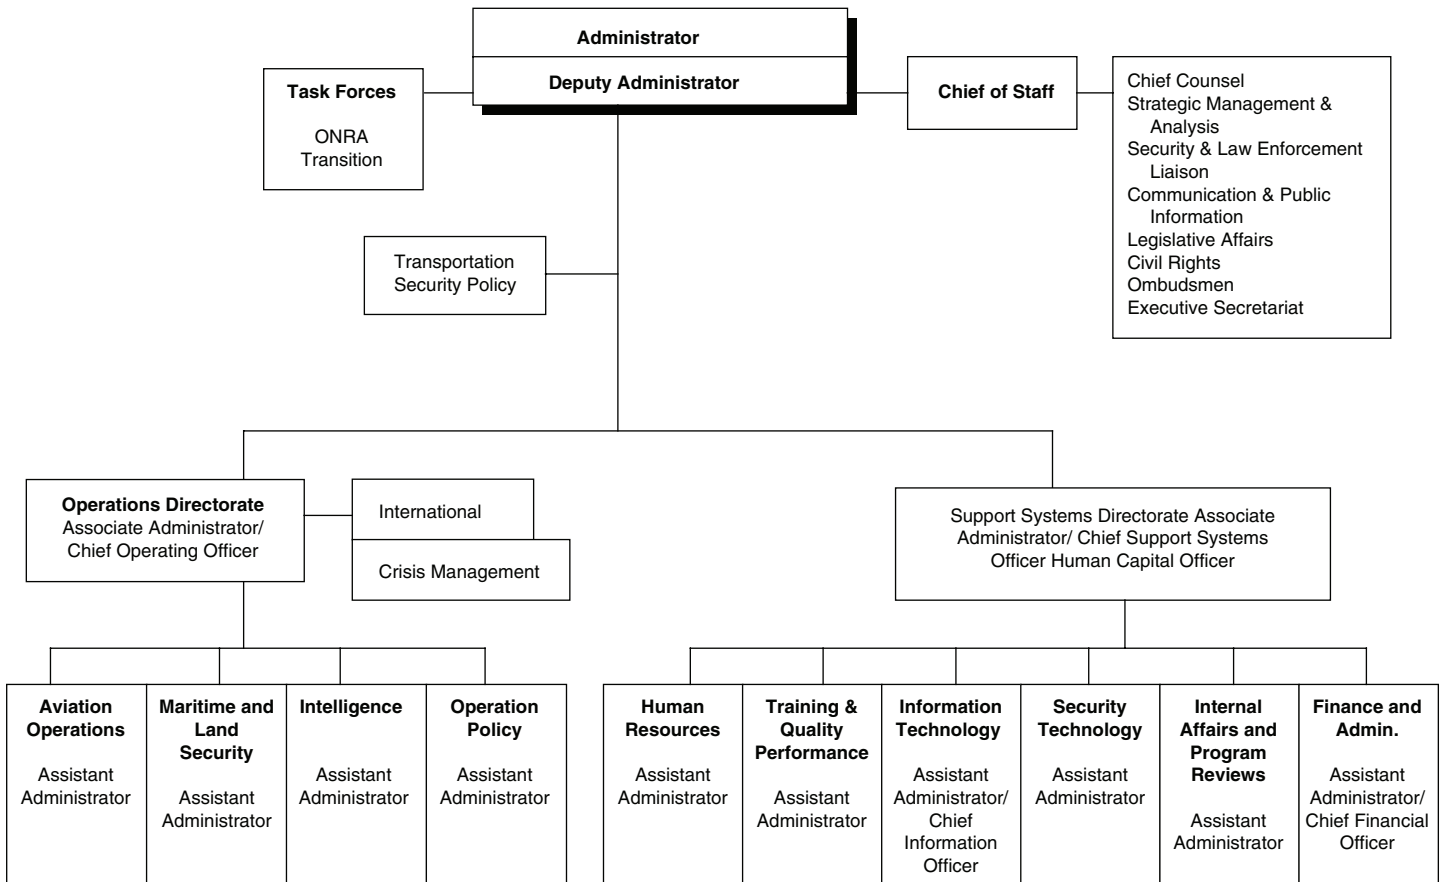 Administrator
Deputy Administrator
Task Forces
ONRA
Transition
Chief of Staff
Chief Counsel
Strategic Management &
Analysis
Security & Law Enforcement
Liaison
Communication & Public
Information
Legislative Affairs
Civil Rights
Ombudsmen
Executive Secretariat
Transportation
Security Policy
Operations Directorate
Associate Administrator/
Chief Operating Officer
International
Crisis Management
Support Systems Directorate Associate
Administrator/ Chief Support Systems
Officer Human Capital Officer
Aviation
Operations
Assistant
Administrator
Maritime and
Land
Security
Assistant
Administrator
Intelligence
Assistant
Administrator
Operation
Policy
Assistant
Administrator
Human
Resources
Assistant
Administrator
Training &
Quality
Performance
Assistant
Administrator
Information
Technology
Assistant
Administrator/
Chief
Information
Officer
Security
Technology
Assistant
Administrator
Internal
Affairs and
Program
Reviews
Assistant
Administrator
Finance and
Admin.
Assistant
Administrator/
Chief Financial
Officer